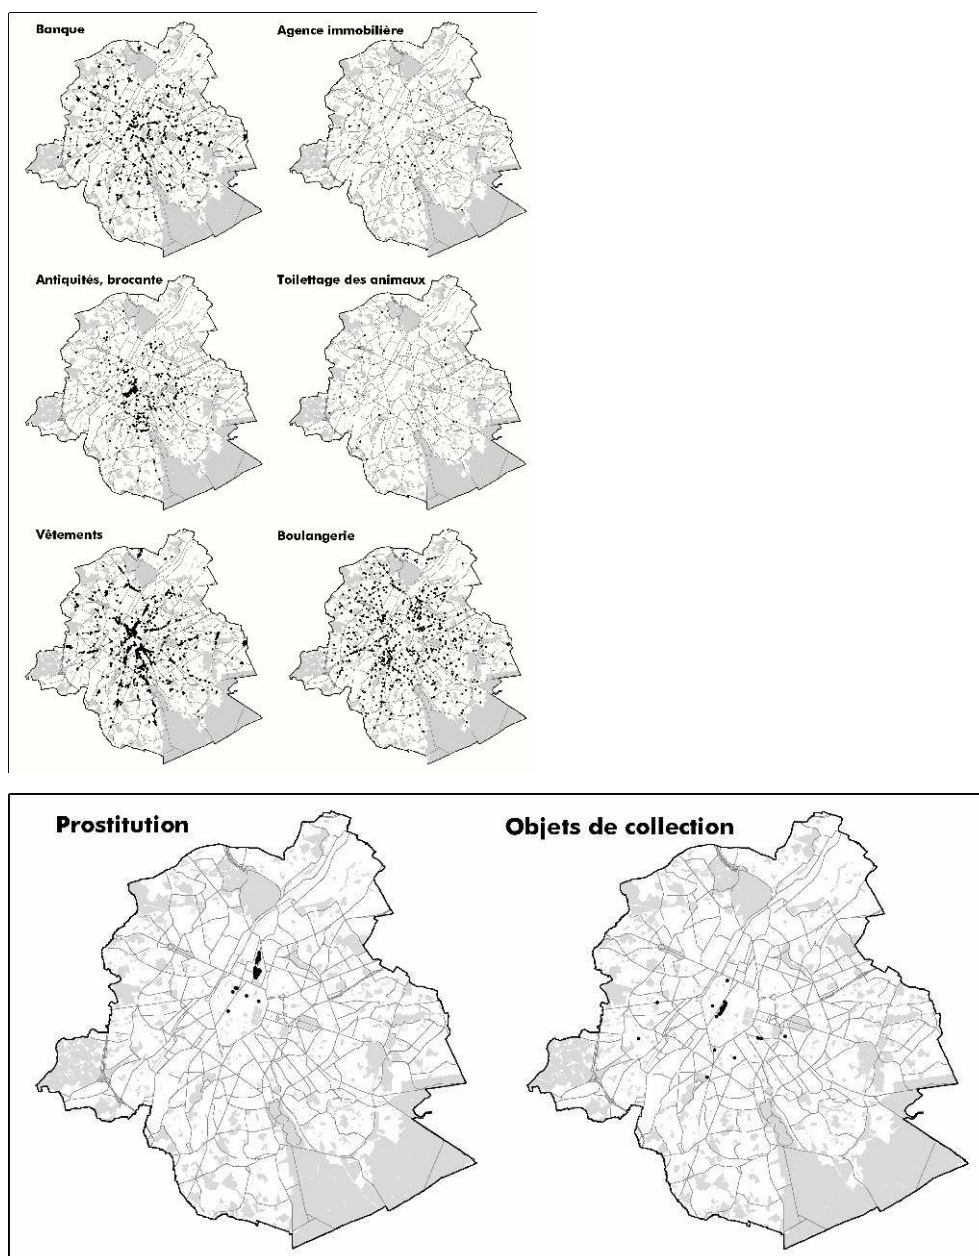 Banque
Agence immobilière
Antiquités, brocante
Toilettage des animaux
Vêtements
Boulangerie
Prostitution
Objets de collection